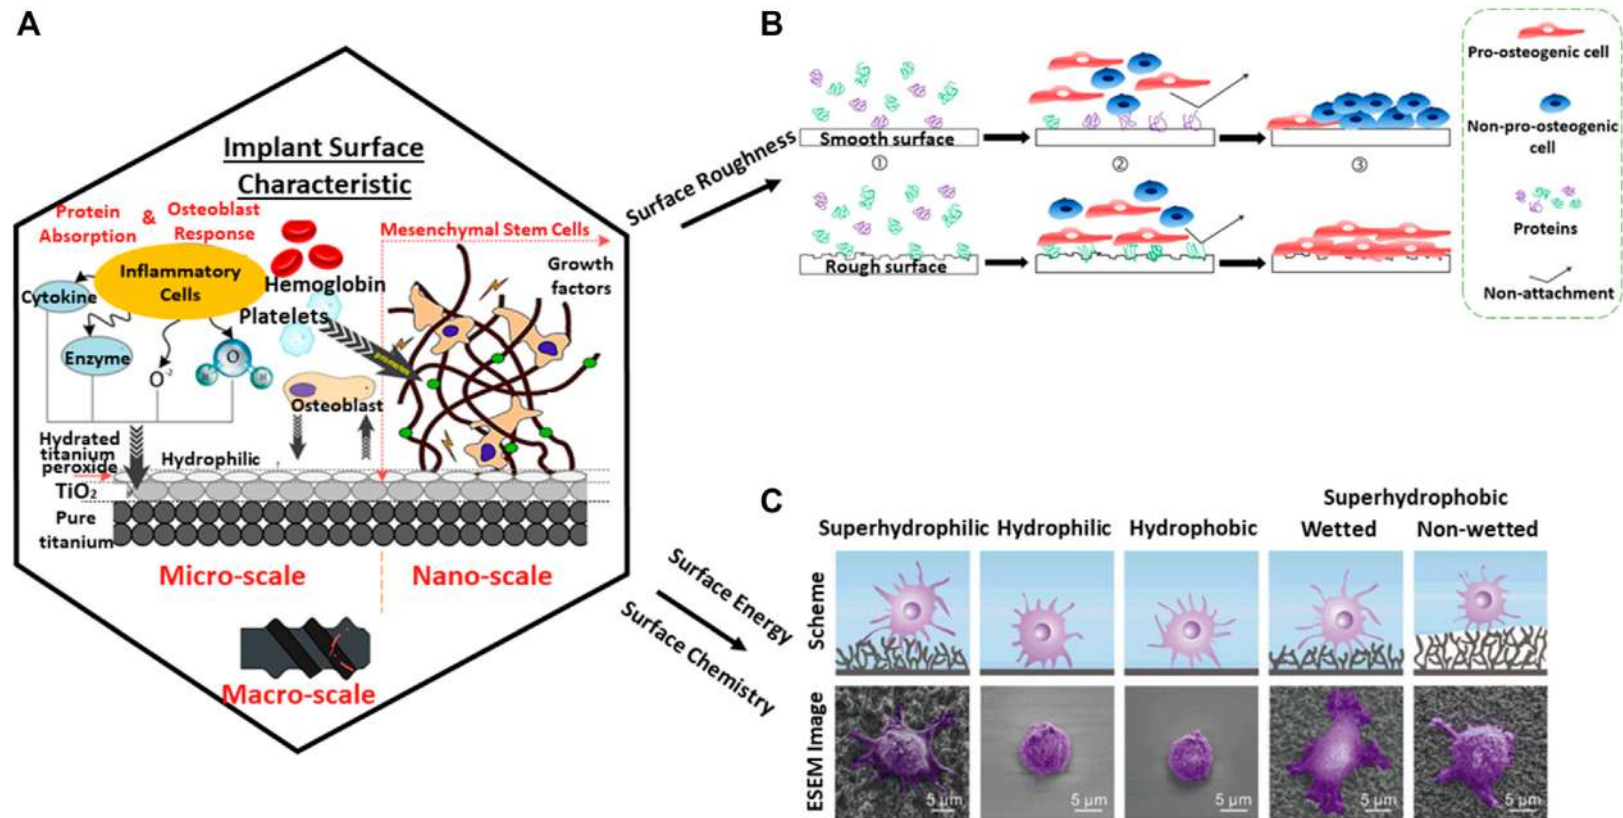 A
Implant Surface
Characteristic
Protein
Absorption
&
Osteoblast
Response
Mesenchymal Stem Cells
Inflammatory
Cells
Growth
factors
Cytokine
Hemoglobin
Platelets
promotion
Enzyme
O⁻²
O
H
H
Osteoblast
Hydrated
titanium
peroxide
Hydrophilic
TiO₂
Pure
titanium
Micro-scale
Nano-scale
Macro-scale
Surface Roughness
Surface Energy
Surface Chemistry
B
Smooth surface
①
②
③
Rough surface
Pro-osteogenic cell
Non-pro-osteogenic
cell
Proteins
Non-attachment
C
Superhydrophobic
Superhydrophilic
Hydrophilic
Hydrophobic
Wetted
Non-wetted
Scheme
ESEM Image
5 µm
5 µm
5 µm
5 µm
5 µm